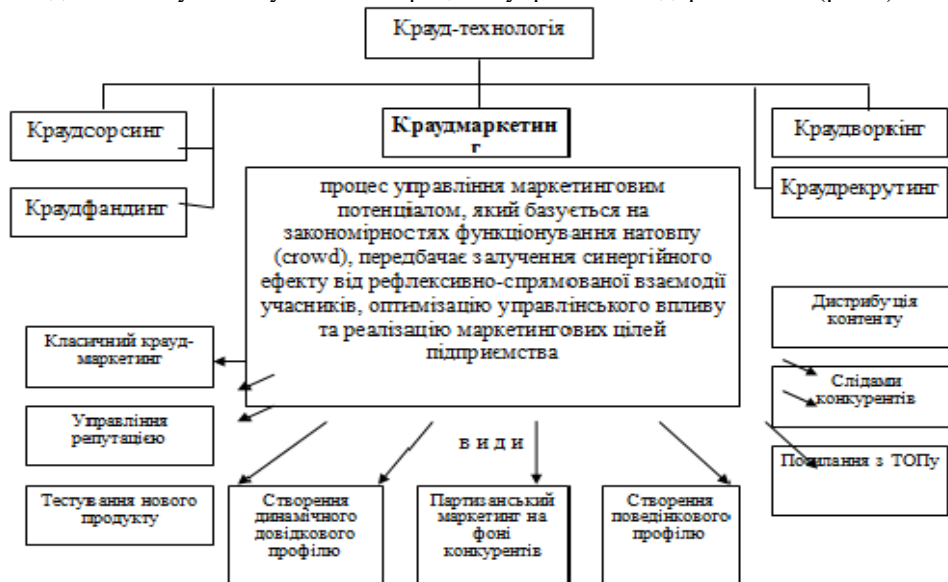 Крауд-технологія
Краудсорсинг
Краудмаркетин
г
Краудворкінг
Краудфандинг
Краудрекрутинг
процес управління маркетинговим
потенціалом, який базується на
закономірностях функціонування натовпу
(crowd), передбачає залучення синергійного
ефекту від рефлексивно-спрямованої взаємодії
учасників, оптимізацію управлінського впливу
та реалізацію маркетингових цілей
підприємства
Дистрибуція
контенту
Класичний крауд-
маркетинг
Слідами
конкурентів
Управління
репутацією
види
Посилання з ТОПу
Тестування нового
продукту
Створення
динамічного
довідкового
профілю
Партизанський
маркетинг на
фоні
конкурентів
Створення
поведінкового
профілю